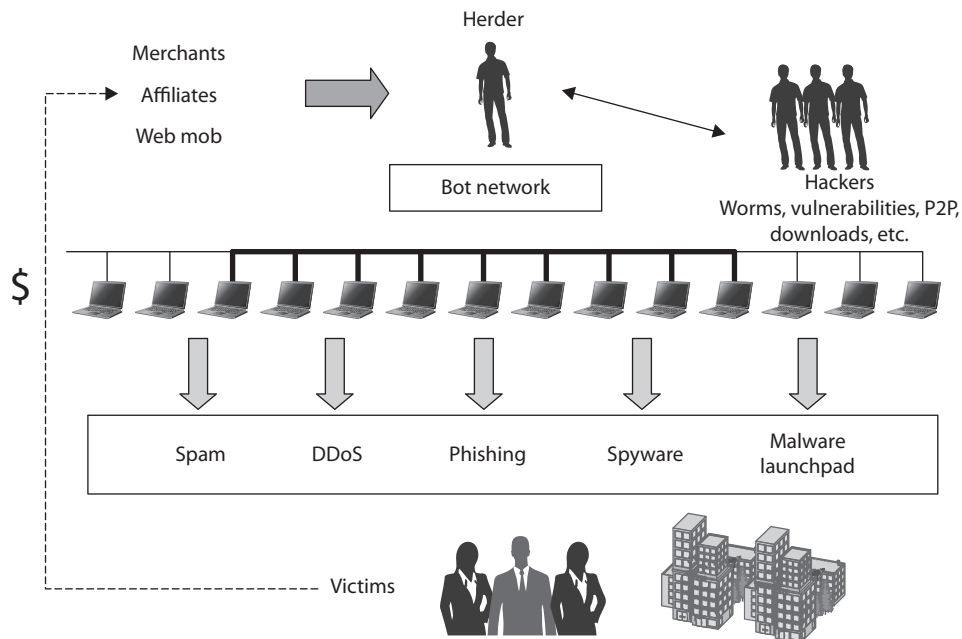 Herder
Merchants
Affiliates
Web mob
Bot network
Hackers
Worms, vulnerabilities, P2P,
downloads, etc.
$
Spam
DDoS
Phishing
Spyware
Malware
launchpad
Victims